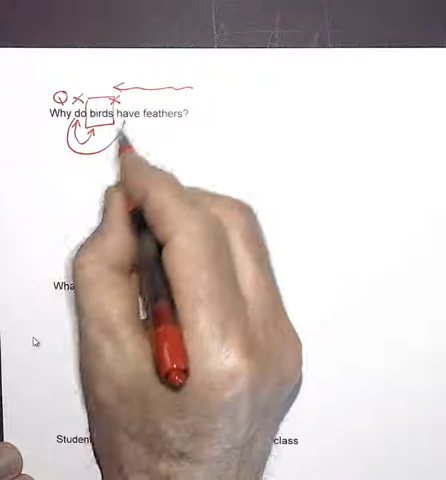 Q x x
Why do birds have feathers?
Wha
Studen
class